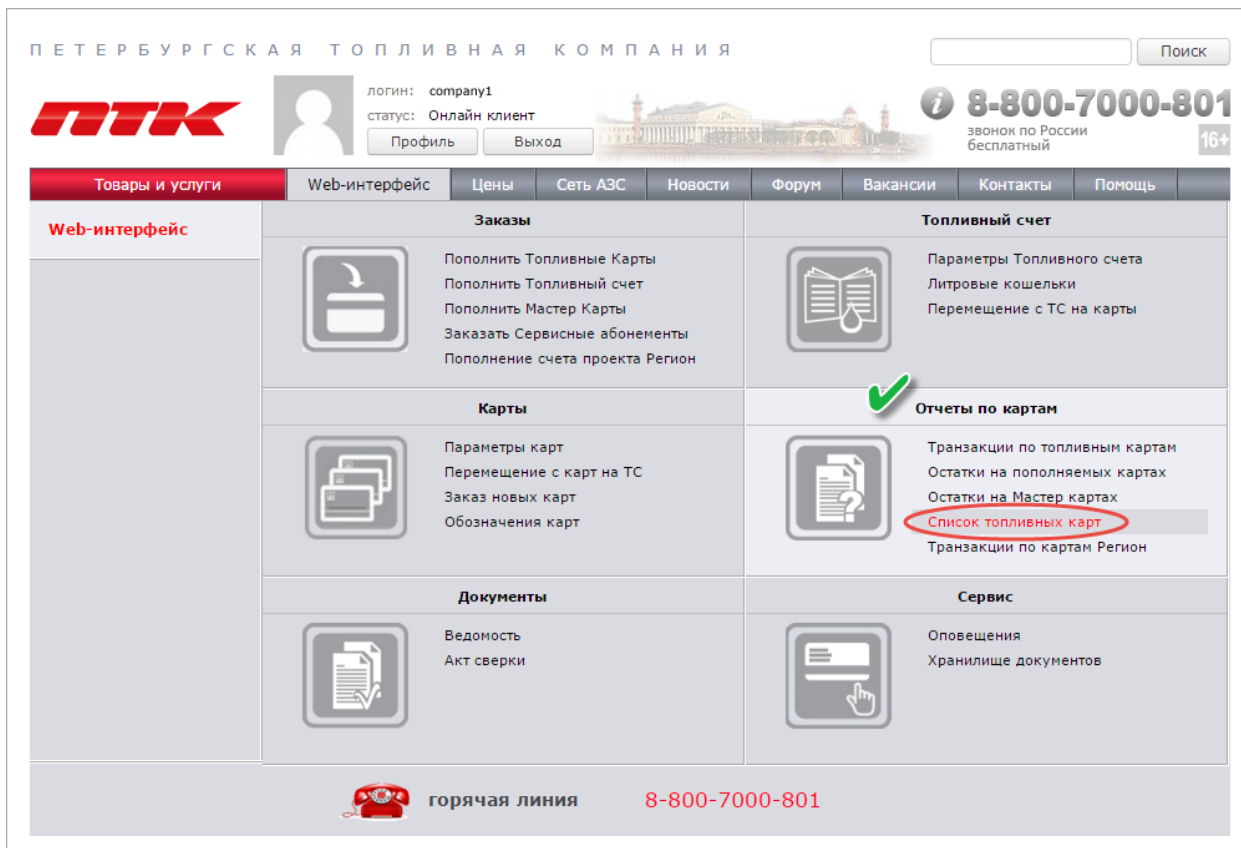 ПЕТЕРБУРГСКАЯ ТОПЛИВНАЯ КОМПАНИЯ
Поиск
ПТК
логин: company1
статус: Онлайн клиент
Профиль
Выход
i
8-800-7000-801
звонок по России
бесплатный
16+
Товары и услуги
Web-интерфейс
Цены
Сеть АЗС
Новости
Форум
Вакансии
Контакты
Помощь
Web-интерфейс
Заказы
Пополнить Топливные Карты
Пополнить Топливный счет
Пополнить Мастер Карты
Заказать Сервисные абонементы
Пополнение счета проекта Регион
Топливный счет
Параметры Топливного счета
Литровые кошельки
Перемещение с ТС на карты
Карты
Параметры карт
Перемещение с карт на ТС
Заказ новых карт
Обозначения карт
Отчеты по картам
Транзакции по топливным картам
Остатки на пополняемых картах
Остатки на Мастер картах
Список топливных карт
Транзакции по картам Регион
Документы
Ведомость
Акт сверки
Сервис
Оповещения
Хранилище документов
горячая линия 8-800-7000-801